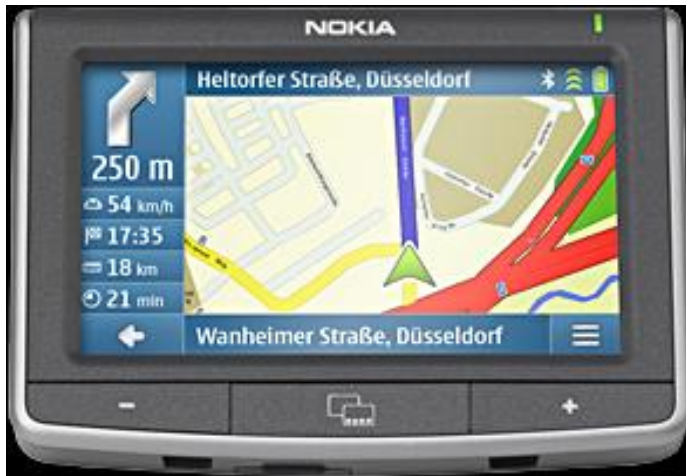 NOKIA
Heltorfer Straße, Düsseldorf
250 m
54 km/h
17:35
18 km
21 min
Wanheimer Straße, Düsseldorf
- +